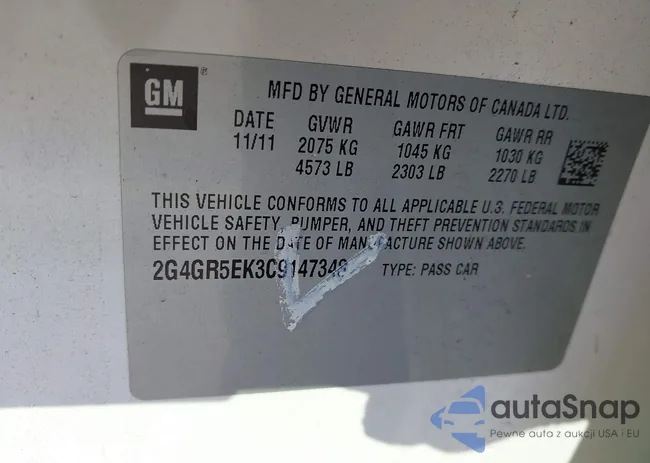 GM ®
MFD BY GENERAL MOTORS OF CANADA LTD.
DATE GVWR GAWR FRT GAWR RR
11/11 2075 KG 1045 KG 1030 KG
4573 LB 2303 LB 2270 LB
THIS VEHICLE CONFORMS TO ALL APPLICABLE U.S. FEDERAL MOTOR
VEHICLE SAFETY, BUMPER, AND THEFT PREVENTION STANDARDS IN
EFFECT ON THE DATE OF MANUFACTURE SHOWN ABOVE.
2G4GR5EK3C9147348 TYPE: PASS CAR
autaSnap
Pewne auta z aukcji USA i EU